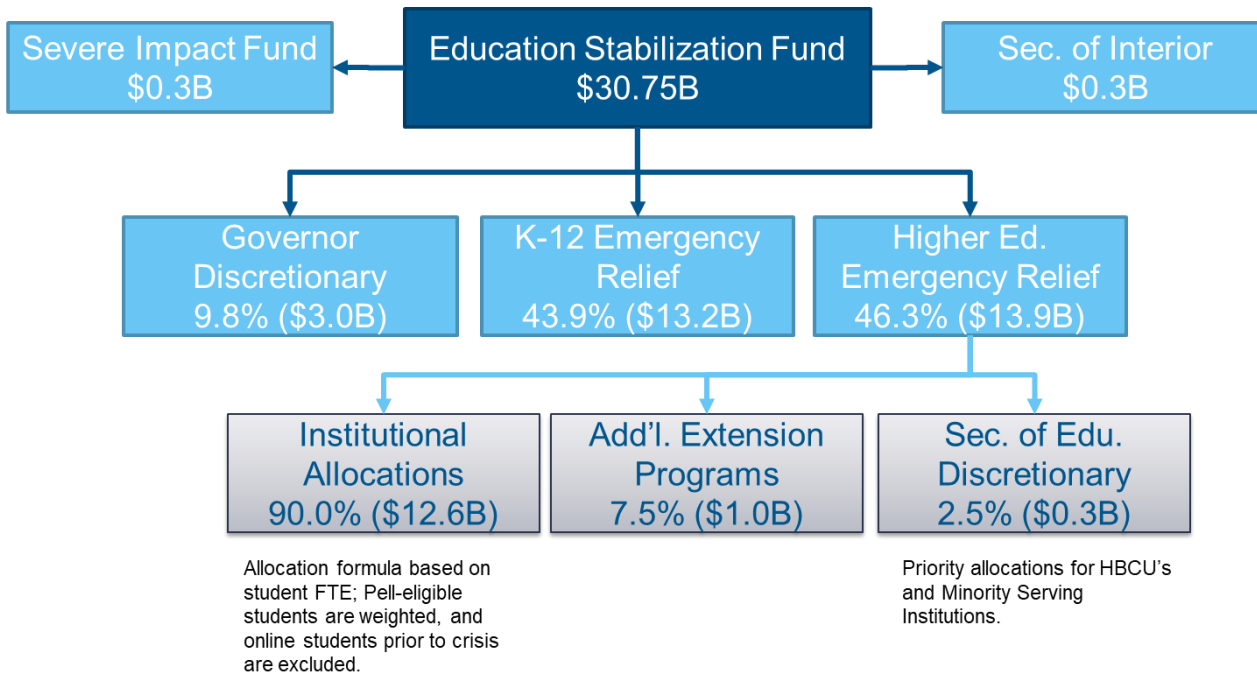 Severe Impact Fund
$0.3B
Education Stabilization Fund
$30.75B
Sec. of Interior
$0.3B
Governor
Discretionary
9.8% ($3.0B)
K-12 Emergency
Relief
43.9% ($13.2B)
Higher Ed.
Emergency Relief
46.3% ($13.9B)
Institutional
Allocations
90.0% ($12.6B)
Add’l. Extension
Programs
7.5% ($1.0B)
Sec. of Edu.
Discretionary
2.5% ($0.3B)
Allocation formula based on
student FTE; Pell-eligible
students are weighted, and
online students prior to crisis
are excluded.
Priority allocations for HBCU’s
and Minority Serving
Institutions.